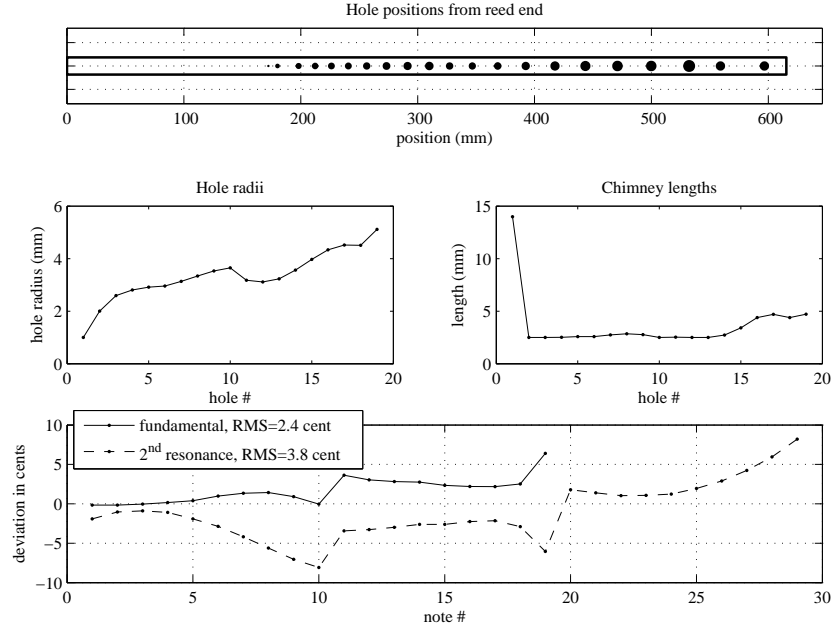 Hole positions from reed end
0 100 200 300 400 500 600
position (mm)
Hole radii
6
4
2
0
hole radius (mm)
0 5 10 15 20
hole #
Chimney lengths
15
10
5
0
length (mm)
0 5 10 15 20
hole #
10
5
0
−5
−10
deviation in cents
fundamental, RMS=2.4 cent
2nd resonance, RMS=3.8 cent
0 5 10 15 20 25 30
note #